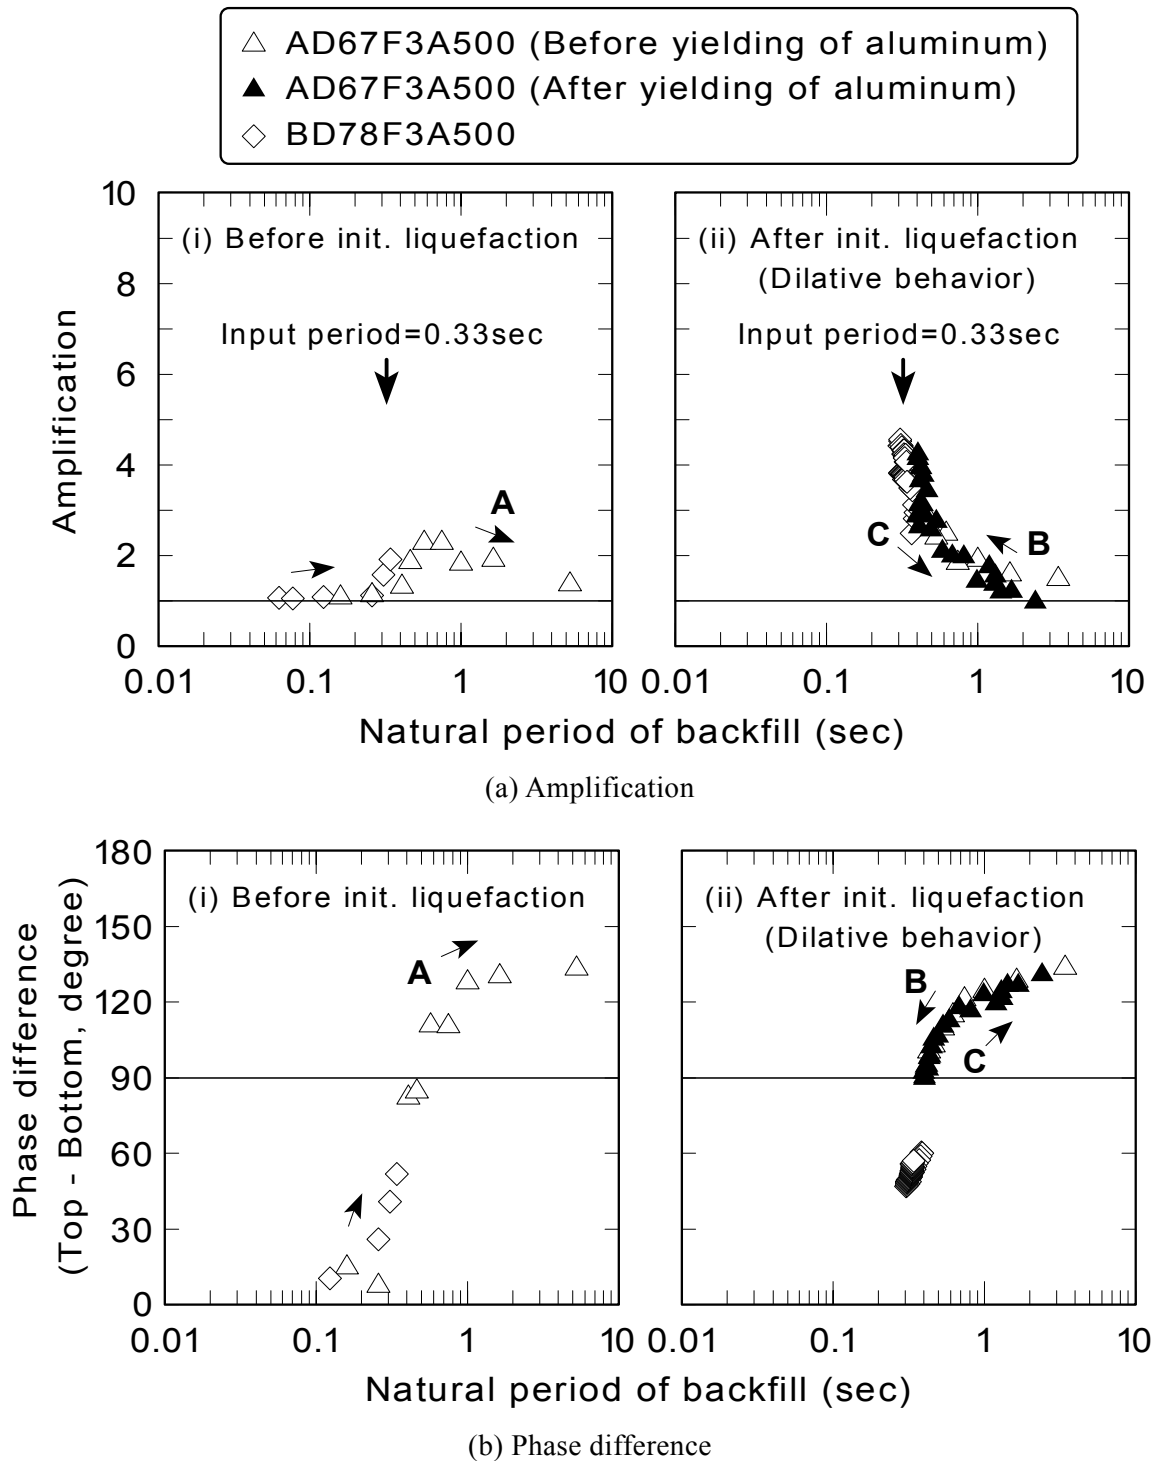 AD67F3A500 (Before yielding of aluminum)
AD67F3A500 (After yielding of aluminum)
BD78F3A500
10
8
6
4
2
0
Amplification
(i) Before init. liquefaction
Input period=0.33sec
A
0.01
0.1
1
10
(ii) After init. liquefaction
(Dilative behavior)
Input period=0.33sec
C
B
0.01
0.1
1
10
Natural period of backfill (sec)
(a) Amplification
180
150
120
90
60
30
0
Phase difference
(Top - Bottom, degree)
(i) Before init. liquefaction
A
0.01
0.1
1
10
(ii) After init. liquefaction
(Dilative behavior)
B
C
0.01
0.1
1
10
Natural period of backfill (sec)
(b) Phase difference